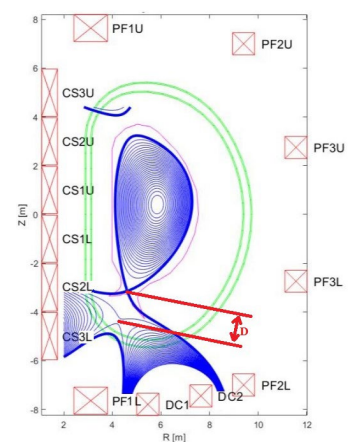 8
PF1U
PF2U
6
CS3U
4
CS2U
PF3U
2
CS1U
Z [m]
0
CS1L
-2
PF3L
CS2L
-4
D
CS3L
-6
PF2L
PF1L
DC1
DC2
-8
2 4 6 8 10 12
R [m]